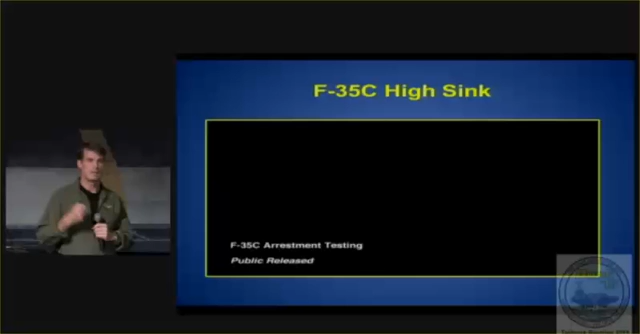 F-35C High Sink
F-35C Arrestment Testing
Public Released